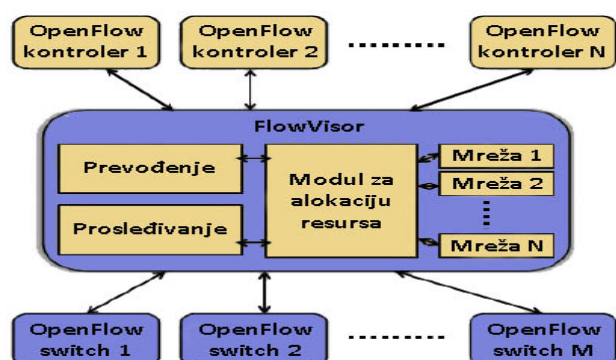 OpenFlow
kontroler 1
OpenFlow
kontroler 2
OpenFlow
kontroler N
FlowVisor
Prevođenje
Prosleđivanje
Modul za
alokaciju
resursa
Mreža 1
Mreža 2
Mreža N
OpenFlow
switch 1
OpenFlow
switch 2
OpenFlow
switch M